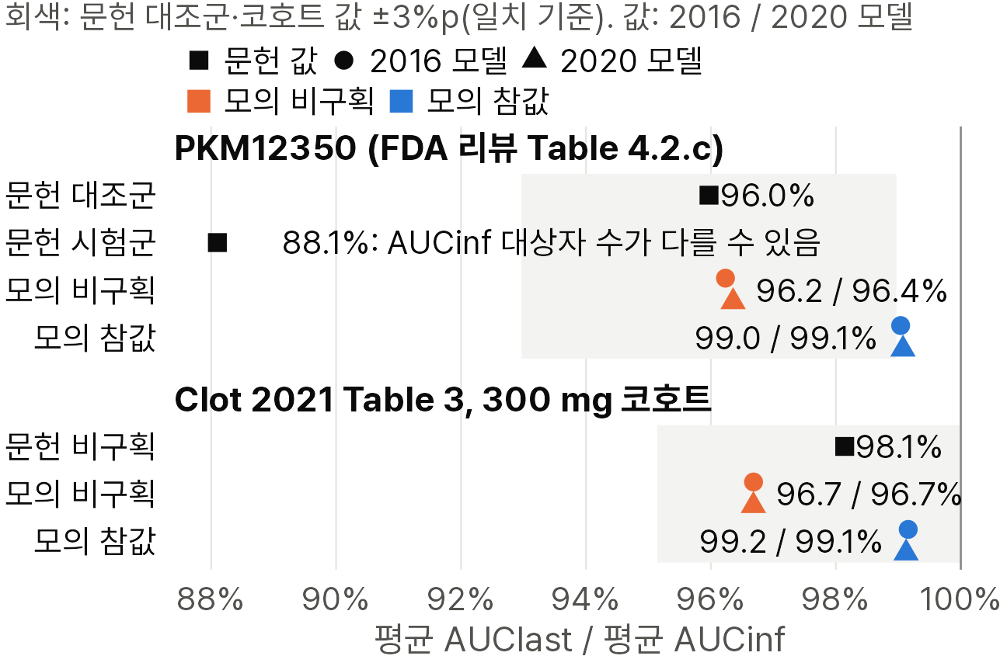 회색: 문헌 대조군·코호트 값 ±3%p(일치 기준). 값: 2016 / 2020 모델
문헌 값 2016 모델 2020 모델
모의 비구획 모의 참값
PKM12350 (FDA 리뷰 Table 4.2.c)
문헌 대조군 96.0%
문헌 시험군 88.1%: AUCinf 대상자 수가 다를 수 있음
모의 비구획 96.2 / 96.4%
모의 참값 99.0 / 99.1%
Clot 2021 Table 3, 300 mg 코호트
문헌 비구획 98.1%
모의 비구획 96.7 / 96.7%
모의 참값 99.2 / 99.1%
88% 90% 92% 94% 96% 98% 100%
평균 AUClast / 평균 AUCinf